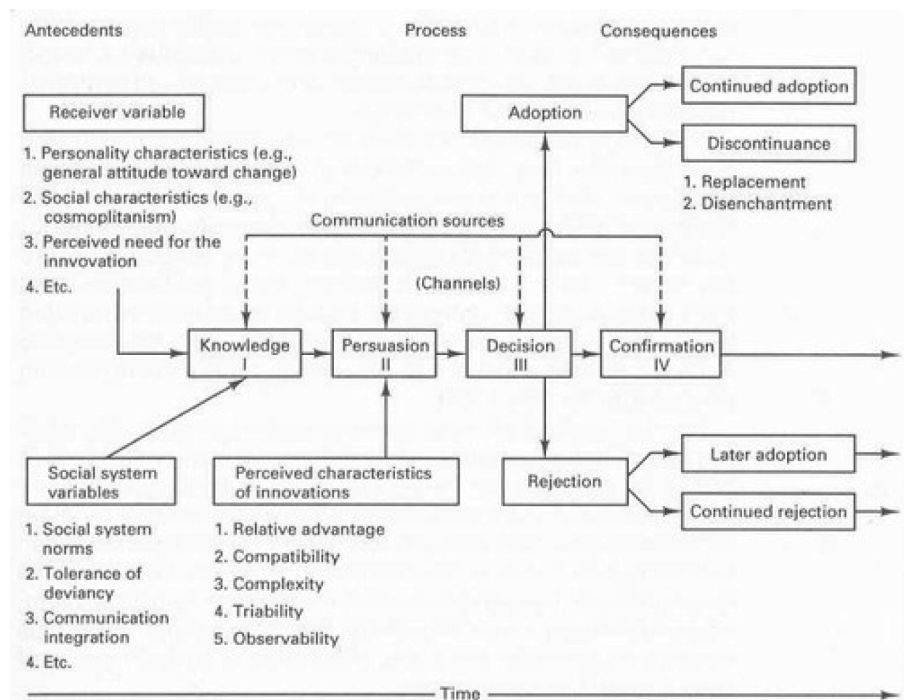 Antecedents
Process
Consequences
Receiver variable
1. Personality characteristics (e.g.,
general attitude toward change)
2. Social characteristics (e.g.,
cosmoplitanism)
3. Perceived need for the
innvovation
4. Etc.
Adoption
Continued adoption
Discontinuance
1. Replacement
2. Disenchantment
Communication sources
(Channels)
Knowledge
I
Persuasion
II
Decision
III
Confirmation
IV
Social system
variables
1. Social system
norms
2. Tolerance of
deviancy
3. Communication
integration
4. Etc.
Perceived characteristics
of innovations
1. Relative advantage
2. Compatibility
3. Complexity
4. Triability
5. Observability
Rejection
Later adoption
Continued rejection
Time